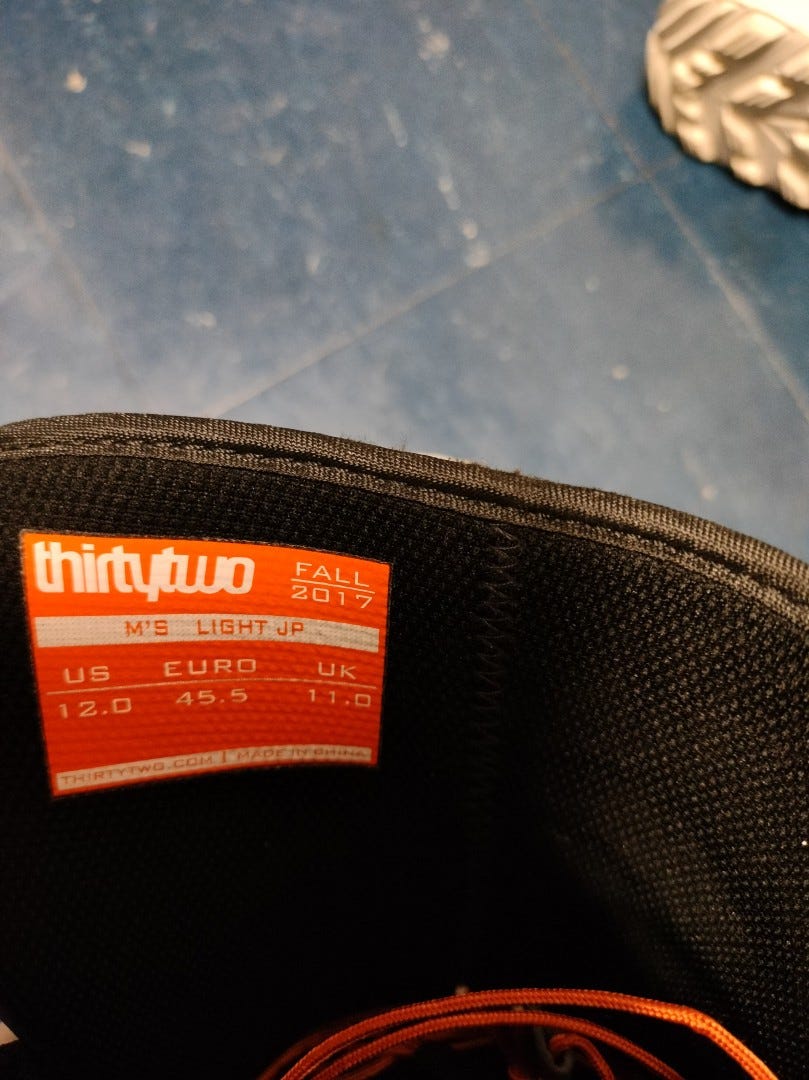 thirtytwo
FALL
2017
M'S LIGHT JP
US EURO UK
12.0 45.5 11.0
THIRTYTWO.COM | MADE IN CHINA